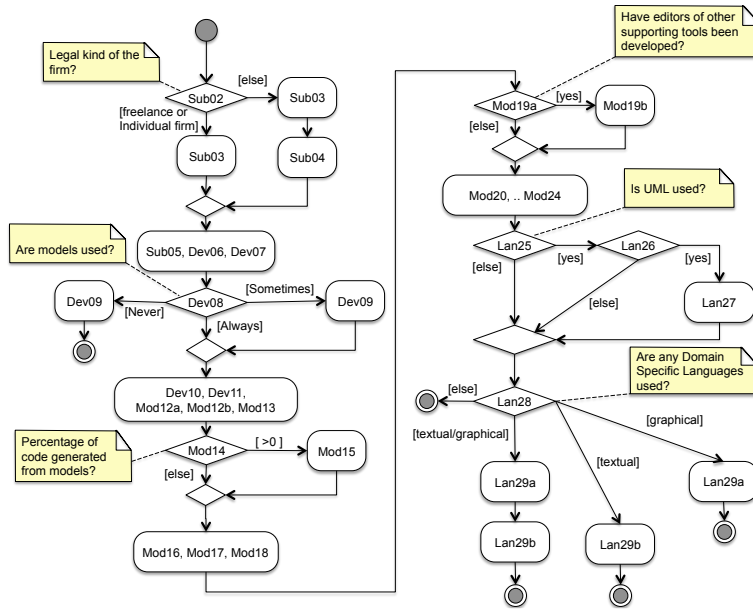 Legal kind of the
firm?
Sub02
[else]
Sub03
[freelance or
Individual firm]
Sub03
Sub04
Sub05, Dev06, Dev07
Are models used?
Dev08
[Sometimes]
Dev09
[Never]
Dev09
[Always]
Dev10, Dev11,
Mod12a, Mod12b, Mod13
Percentage of
code generated
from models?
Mod14
[ >0 ]
Mod15
[else]
Mod16, Mod17, Mod18
Have editors of other
supporting tools been
developed?
Mod19a
[yes]
Mod19b
[else]
Mod20, .. Mod24
Is UML used?
Lan25
[yes]
Lan26
[yes]
[else]
[else]
Lan27
Are any Domain
Specific Languages
used?
[else]
Lan28
[textual/graphical]
[graphical]
[textual]
Lan29a
Lan29a
Lan29b
Lan29b